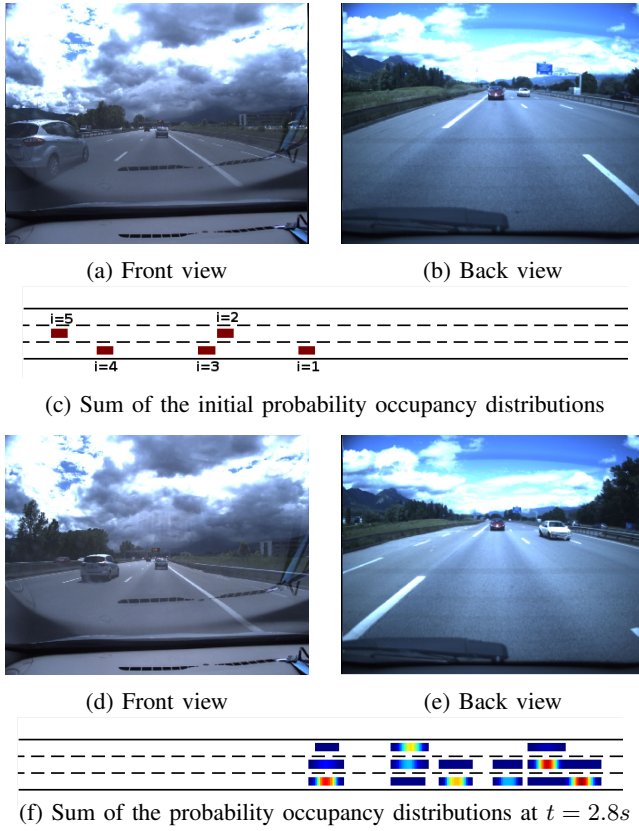 (a) Front view
(b) Back view
i=5
i=2
i=4
i=3
i=1
(c) Sum of the initial probability occupancy distributions
(d) Front view
(e) Back view
(f) Sum of the probability occupancy distributions at t = 2.8s